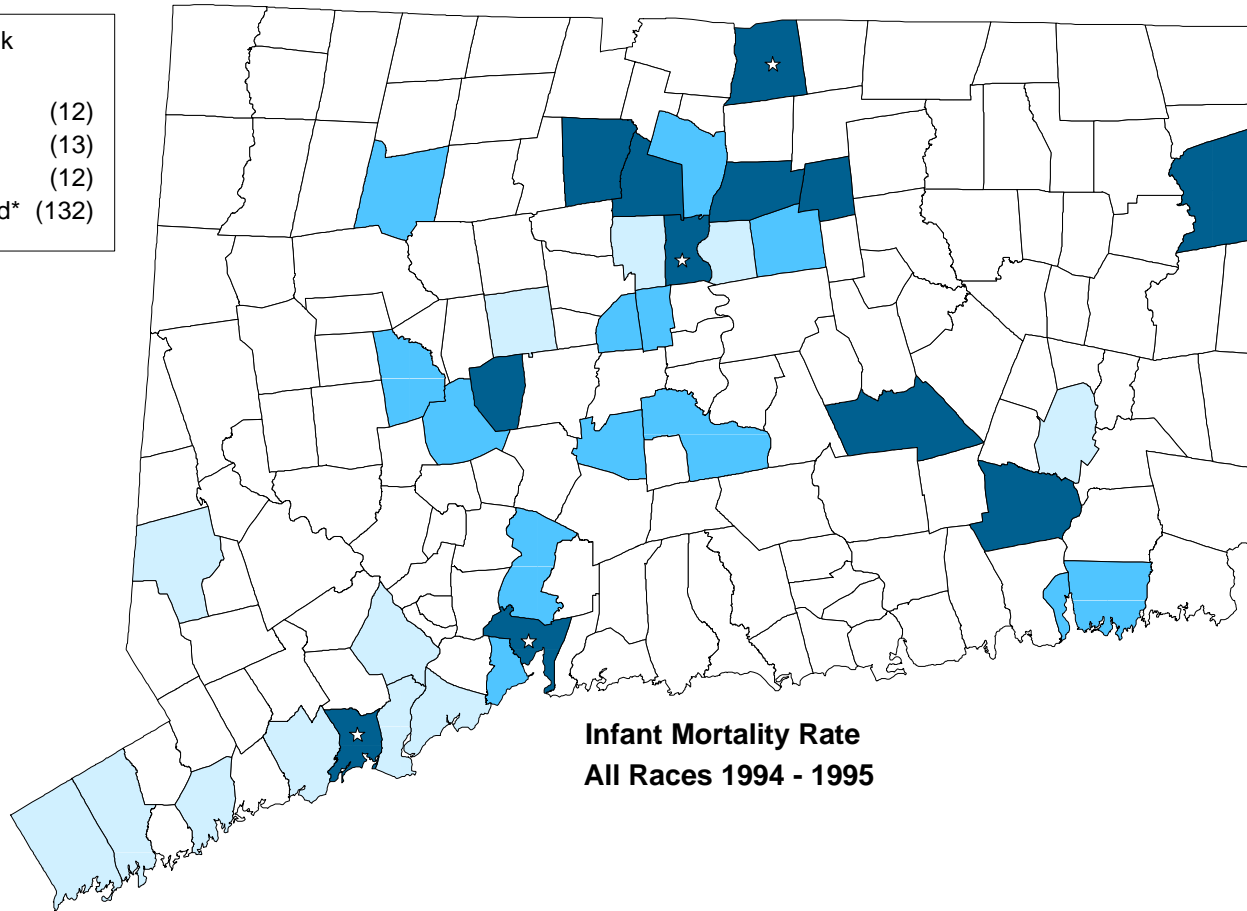 k
(12)
(13)
(12)
d* (132)
Infant Mortality Rate
All Races 1994 - 1995